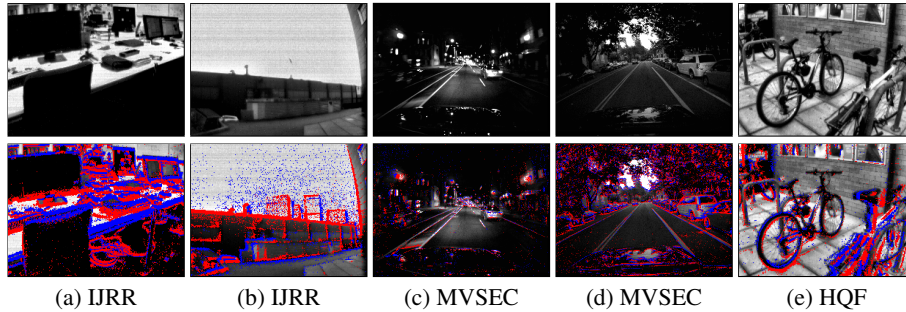 (a) IJRR
(b) IJRR
(c) MVSEC
(d) MVSEC
(e) HQF